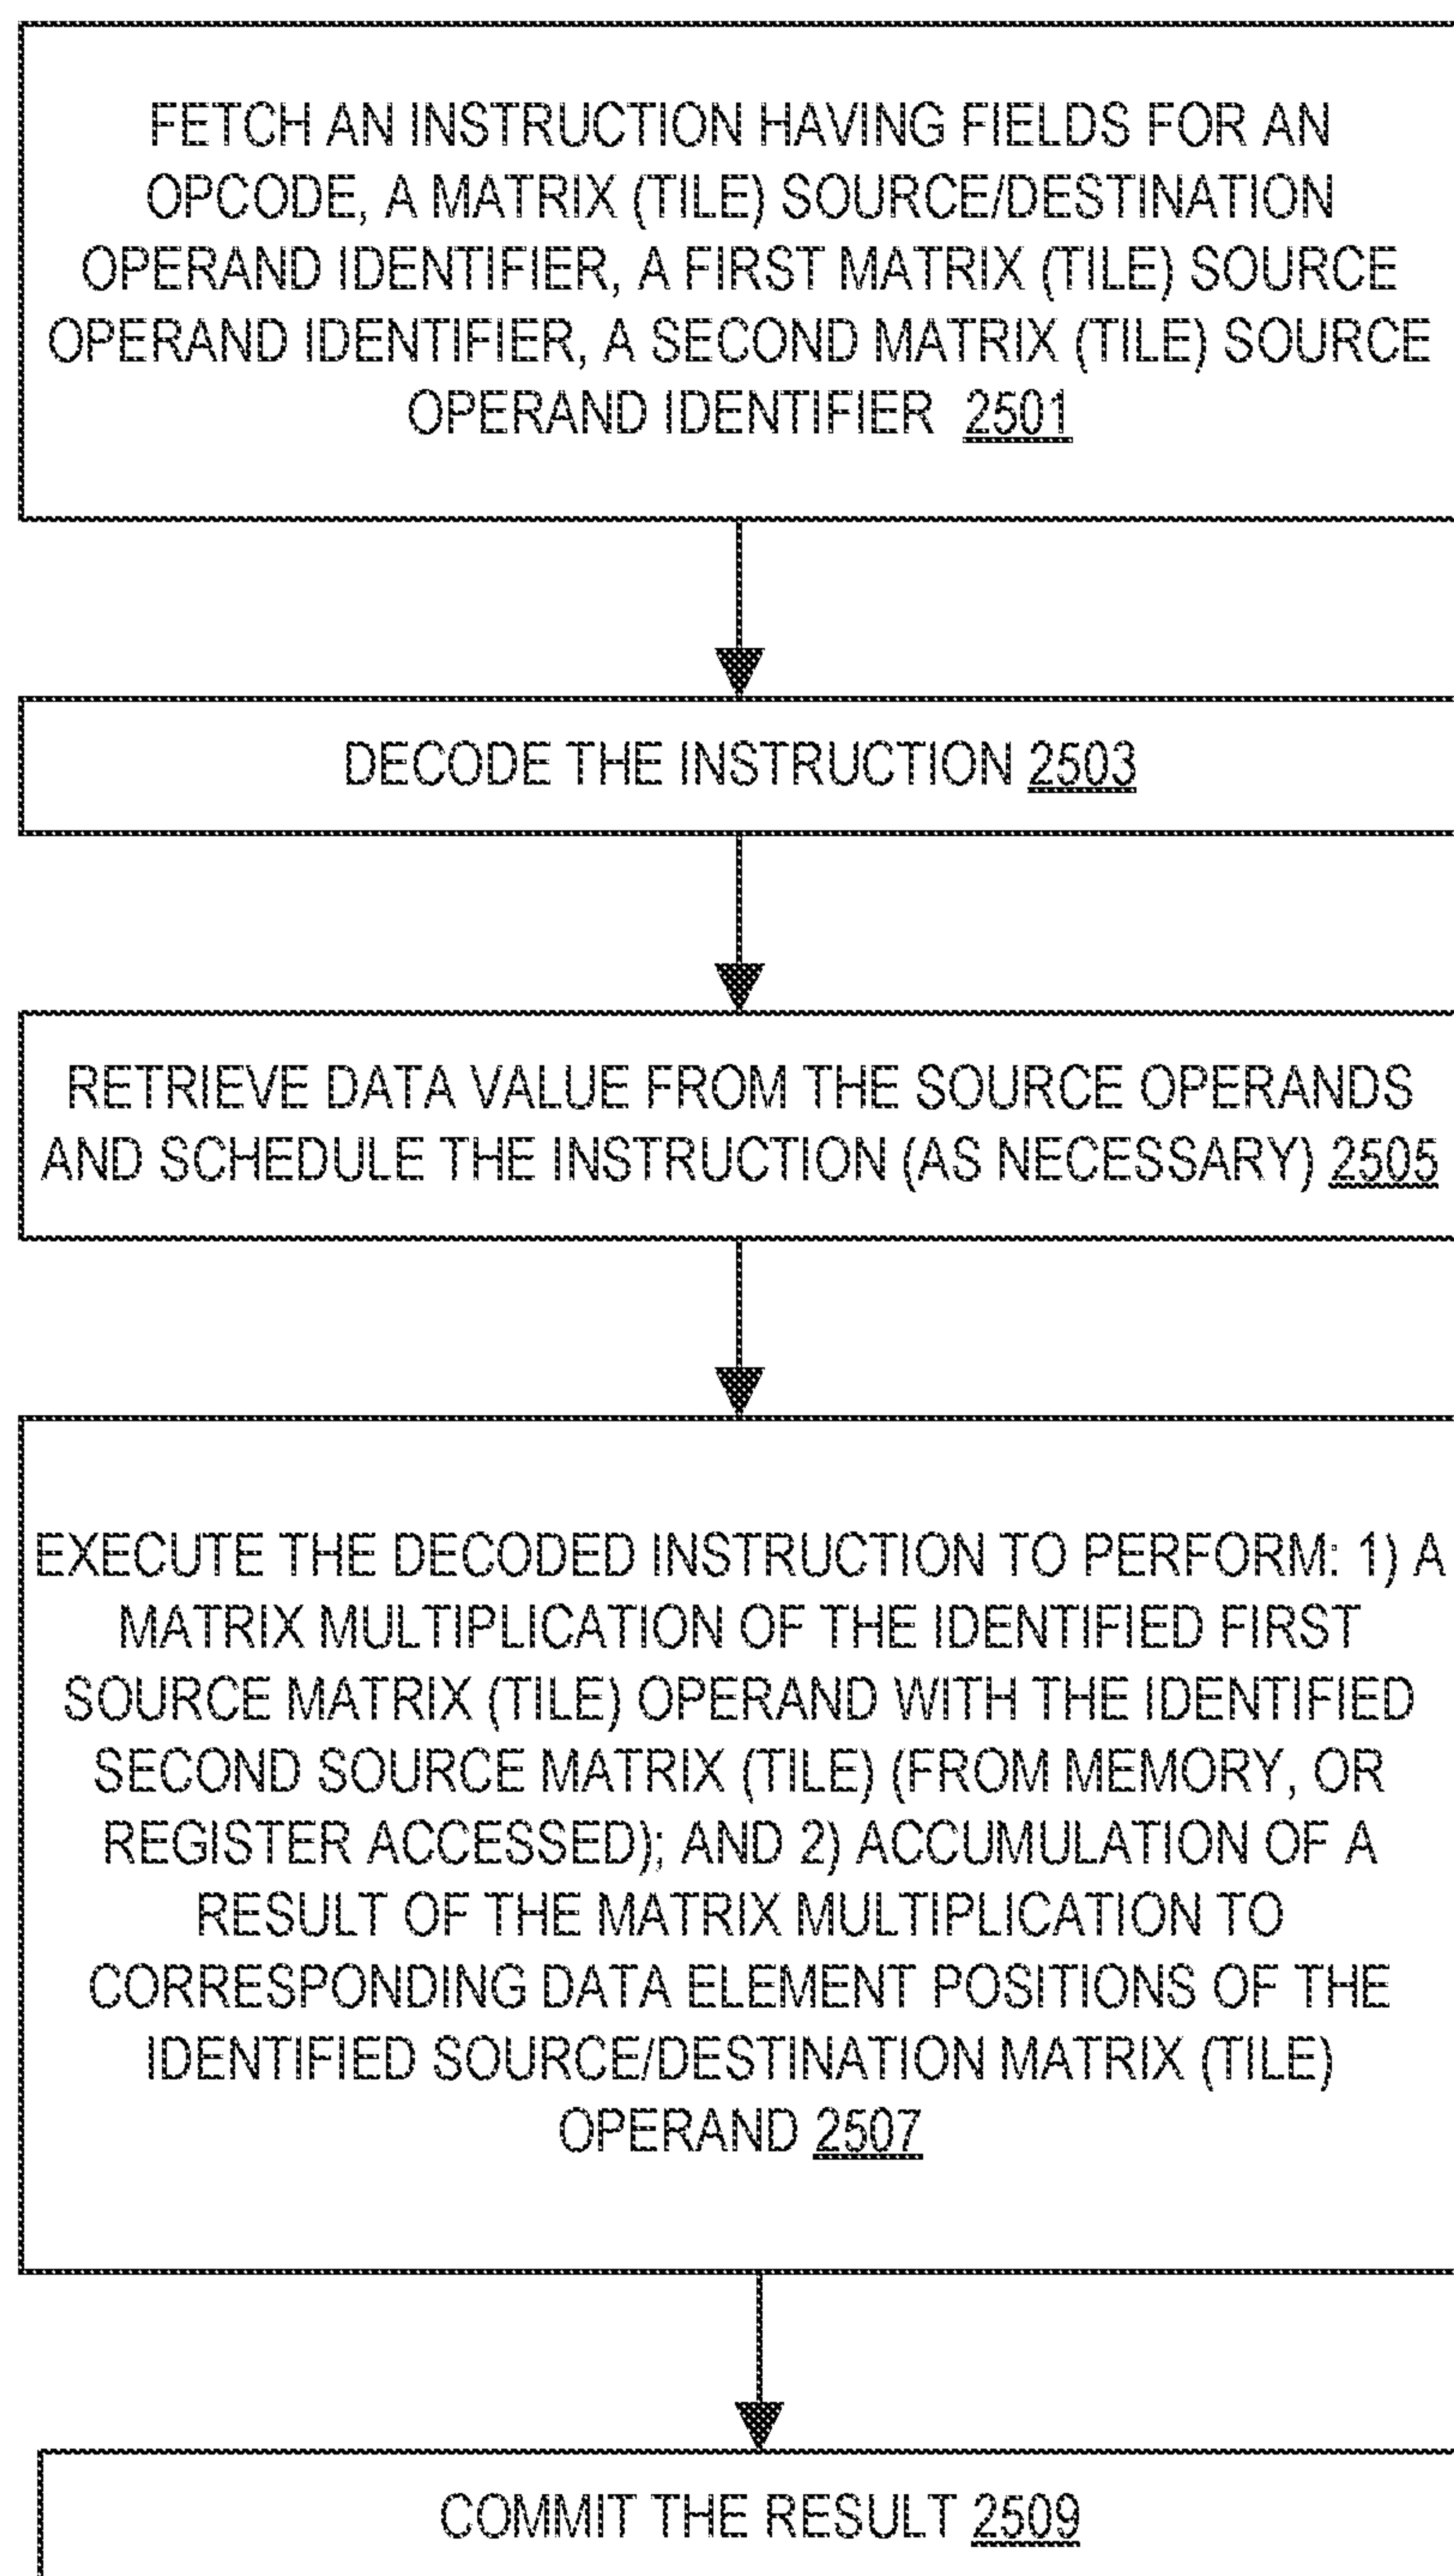 FETCH AN INSTRUCTION HAVING FIELDS FOR AN
OPCODE, A MATRIX (TILE) SOURCE/DESTINATION
OPERAND IDENTIFIER, A FIRST MATRIX (TILE) SOURCE
OPERAND IDENTIFIER, A SECOND MATRIX (TILE) SOURCE
OPERAND IDENTIFIER 2501
DECODE THE INSTRUCTION 2503
RETRIEVE DATA VALUE FROM THE SOURCE OPERANDS
AND SCHEDULE THE INSTRUCTION (AS NECESSARY) 2505
EXECUTE THE DECODED INSTRUCTION TO PERFORM: 1) A
MATRIX MULTIPLICATION OF THE IDENTIFIED FIRST
SOURCE MATRIX (TILE) OPERAND WITH THE IDENTIFIED
SECOND SOURCE MATRIX (TILE) (FROM MEMORY, OR
REGISTER ACCESSED); AND 2) ACCUMULATION OF A
RESULT OF THE MATRIX MULTIPLICATION TO
CORRESPONDING DATA ELEMENT POSITIONS OF THE
IDENTIFIED SOURCE/DESTINATION MATRIX (TILE)
OPERAND 2507
COMMIT THE RESULT 2509